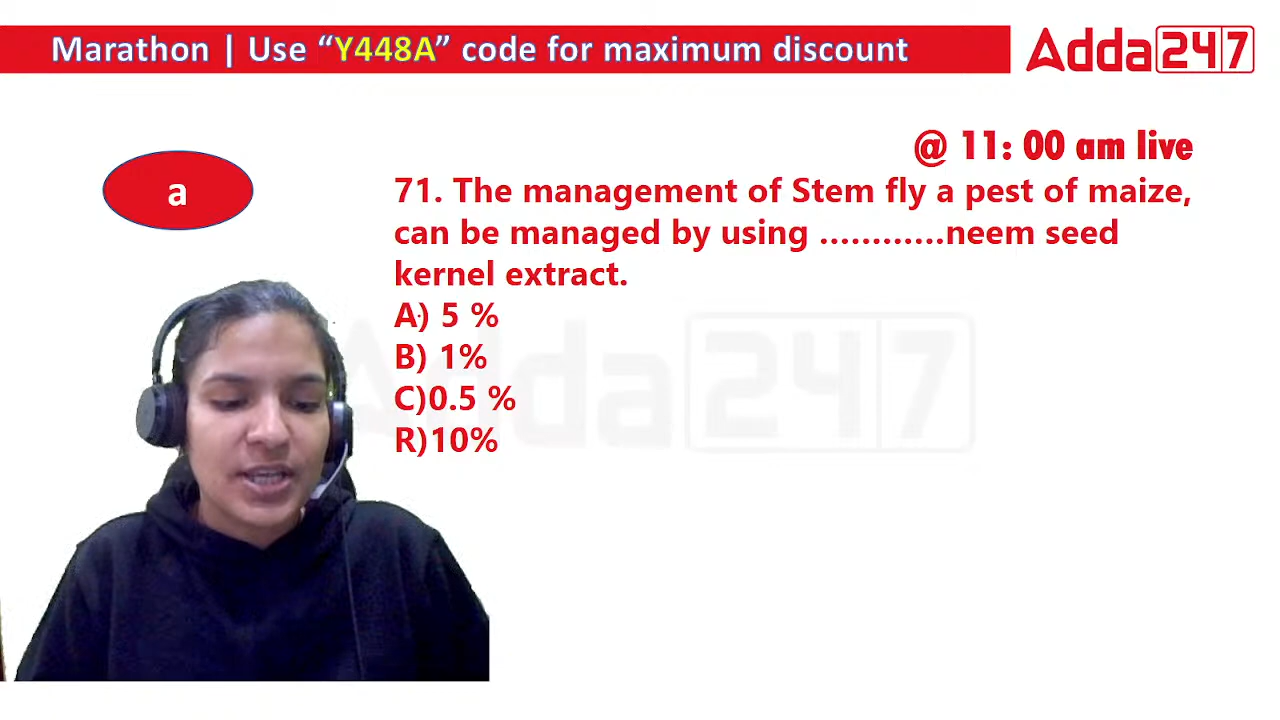 Marathon | Use “Y448A” code for maximum discount
Adda247
@ 11: 00 am live
a
71. The management of Stem fly a pest of maize,
can be managed by using …………neem seed
kernel extract.
A) 5 %
B) 1%
C)0.5 %
R)10%
Adda247